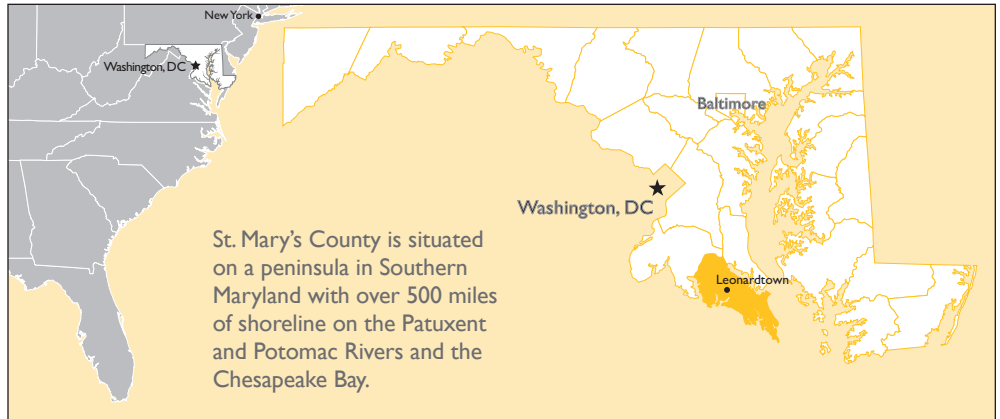 New York
Washington, DC
Baltimore
Washington, DC
Leonardtown
St. Mary's County is situated
on a peninsula in Southern
Maryland with over 500 miles
of shoreline on the Patuxent
and Potomac Rivers and the
Chesapeake Bay.